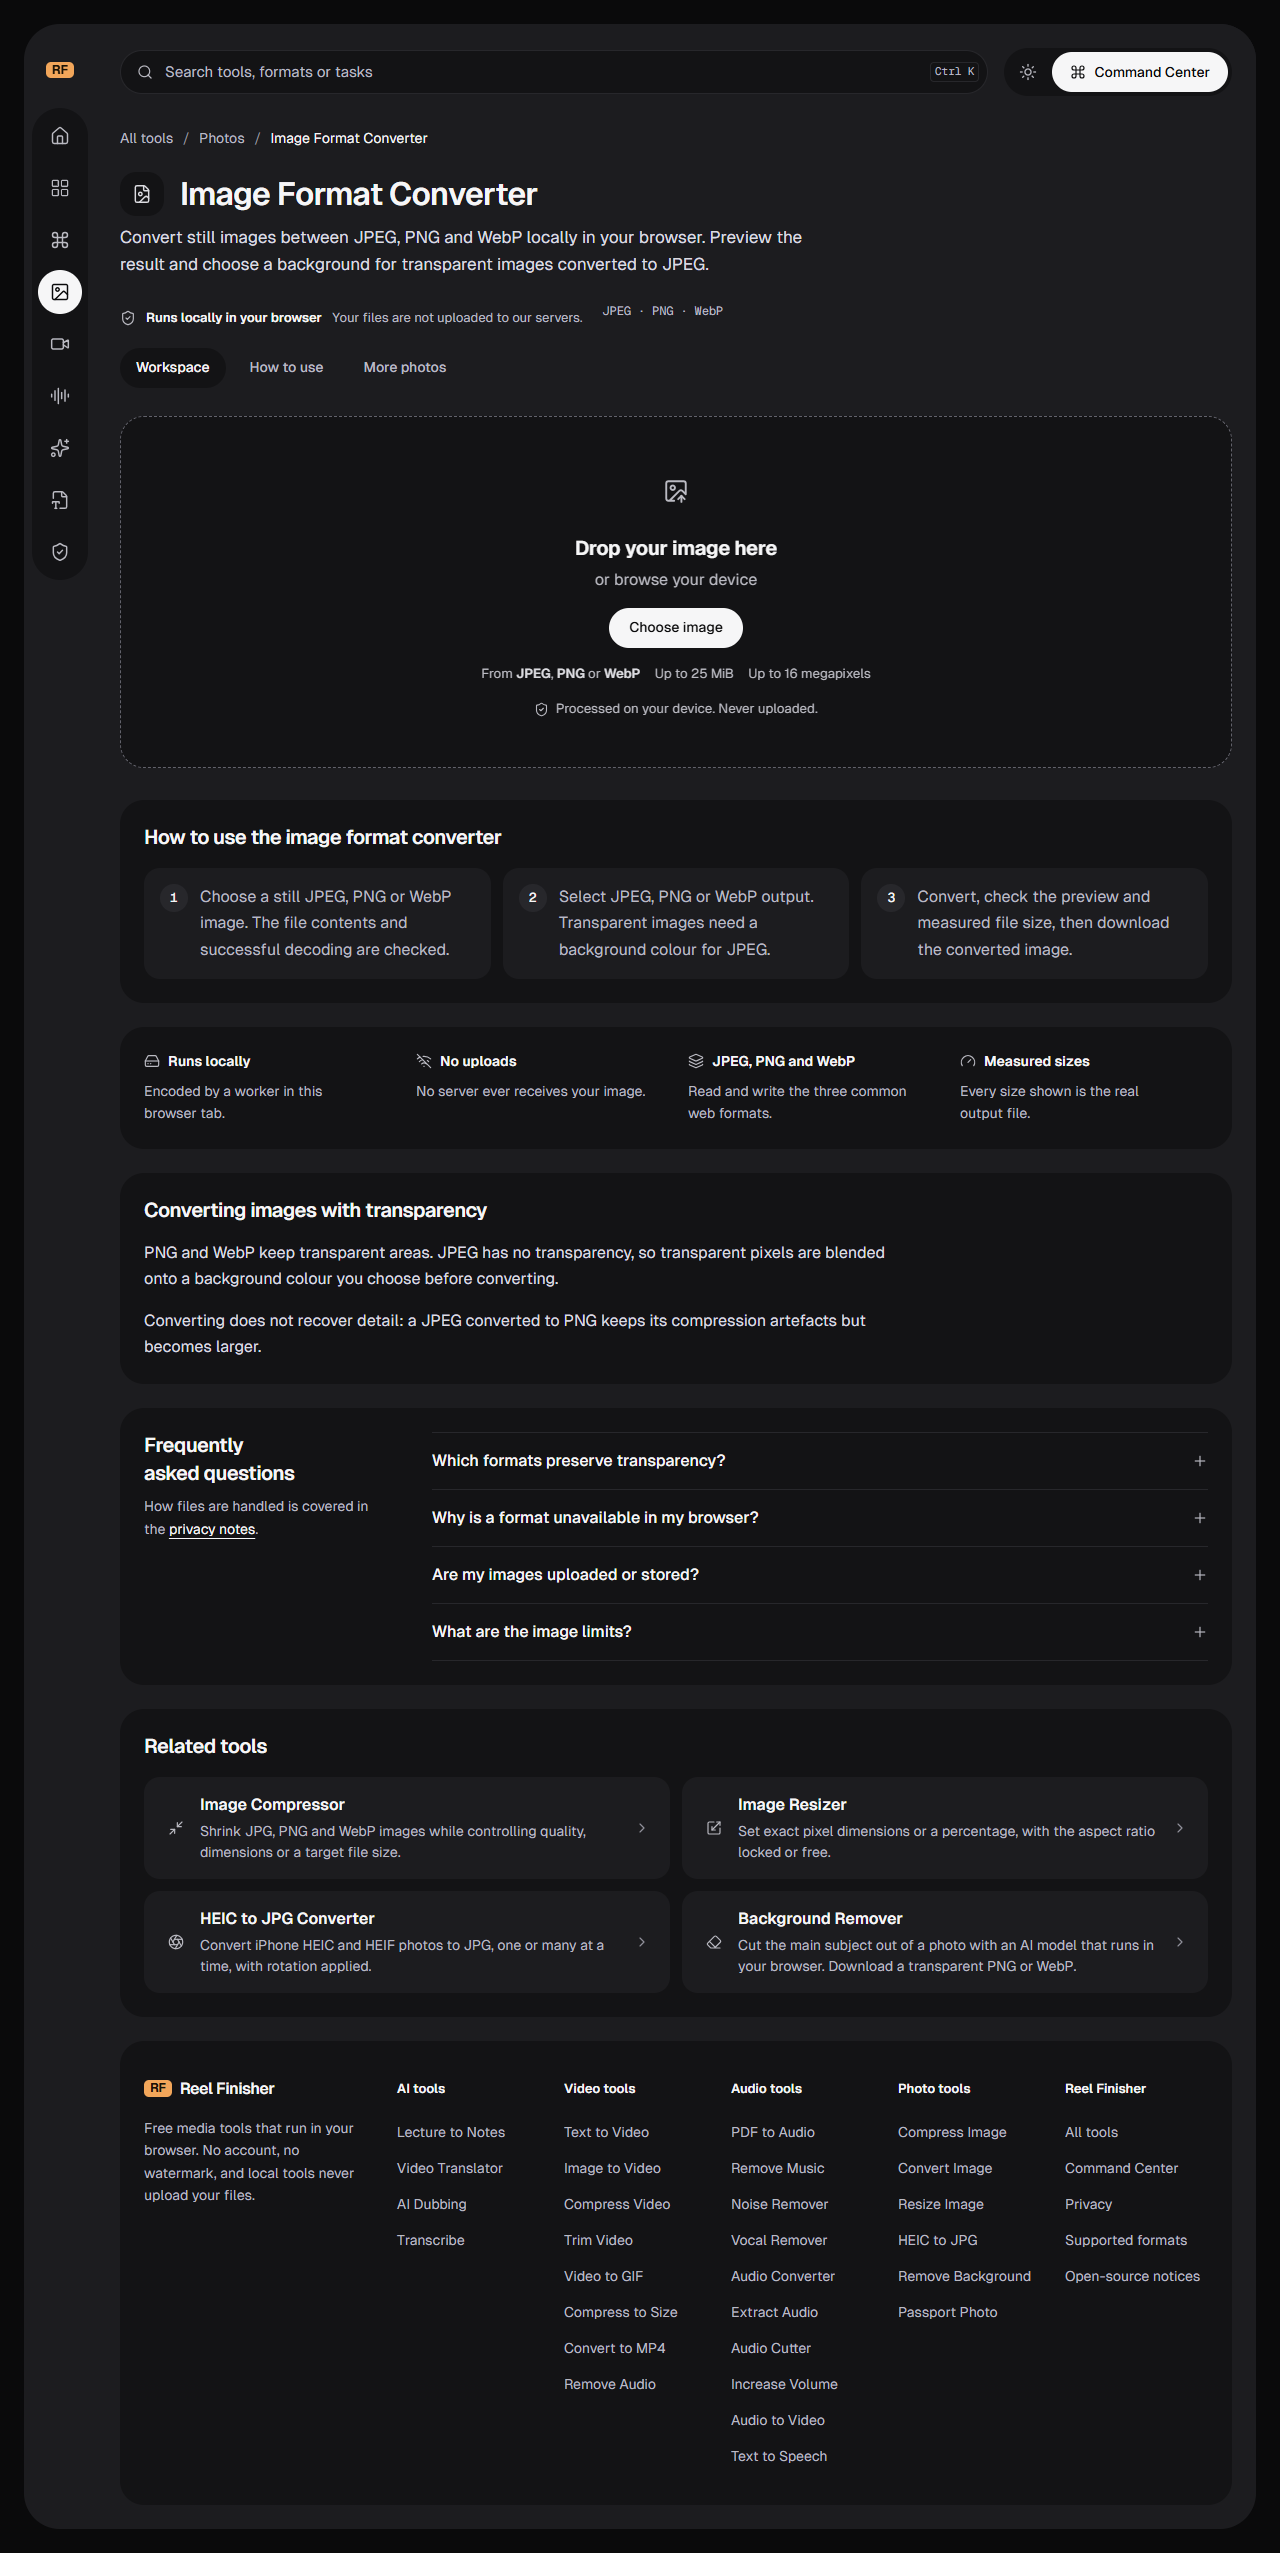 RF
Search tools, formats or tasks
Ctrl K
Command Center
All tools / Photos / Image Format Converter
Image Format Converter
Convert still images between JPEG, PNG and WebP locally in your browser. Preview the
result and choose a background for transparent images converted to JPEG.
Runs locally in your browser Your files are not uploaded to our servers.
JPEG · PNG · WebP
Workspace
How to use
More photos
Drop your image here
or browse your device
Choose image
From JPEG, PNG or WebP Up to 25 MiB Up to 16 megapixels
Processed on your device. Never uploaded.
How to use the image format converter
1
Choose a still JPEG, PNG or WebP
image. The file contents and
successful decoding are checked.
2
Select JPEG, PNG or WebP output.
Transparent images need a
background colour for JPEG.
3
Convert, check the preview and
measured file size, then download
the converted image.
Runs locally
Encoded by a worker in this
browser tab.
No uploads
No server ever receives your image.
JPEG, PNG and WebP
Read and write the three common
web formats.
Measured sizes
Every size shown is the real
output file.
Converting images with transparency
PNG and WebP keep transparent areas. JPEG has no transparency, so transparent pixels are blended
onto a background colour you choose before converting.
Converting does not recover detail: a JPEG converted to PNG keeps its compression artefacts but
becomes larger.
Frequently
asked questions
How files are handled is covered in
the privacy notes.
Which formats preserve transparency?
Why is a format unavailable in my browser?
Are my images uploaded or stored?
What are the image limits?
Related tools
Image Compressor
Shrink JPG, PNG and WebP images while controlling quality,
dimensions or a target file size.
Image Resizer
Set exact pixel dimensions or a percentage, with the aspect ratio
locked or free.
HEIC to JPG Converter
Convert iPhone HEIC and HEIF photos to JPG, one or many at a
time, with rotation applied.
Background Remover
Cut the main subject out of a photo with an AI model that runs in
your browser. Download a transparent PNG or WebP.
RF Reel Finisher
Free media tools that run in your
browser. No account, no
watermark, and local tools never
upload your files.
AI tools
Lecture to Notes
Video Translator
AI Dubbing
Transcribe
Video tools
Text to Video
Image to Video
Compress Video
Trim Video
Video to GIF
Compress to Size
Convert to MP4
Remove Audio
Audio tools
PDF to Audio
Remove Music
Noise Remover
Vocal Remover
Audio Converter
Extract Audio
Audio Cutter
Increase Volume
Audio to Video
Text to Speech
Photo tools
Compress Image
Convert Image
Resize Image
HEIC to JPG
Remove Background
Passport Photo
Reel Finisher
All tools
Command Center
Privacy
Supported formats
Open-source notices